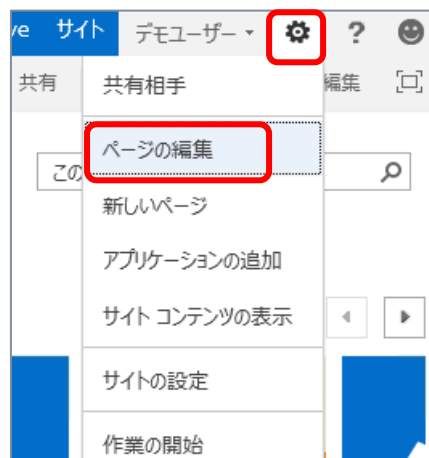 ve サイト デモユーザー ?
共有 編集
共有相手
ページの編集
この
新しいページ
アプリケーションの追加
サイト コンテンツの表示
サイトの設定
作業の開始